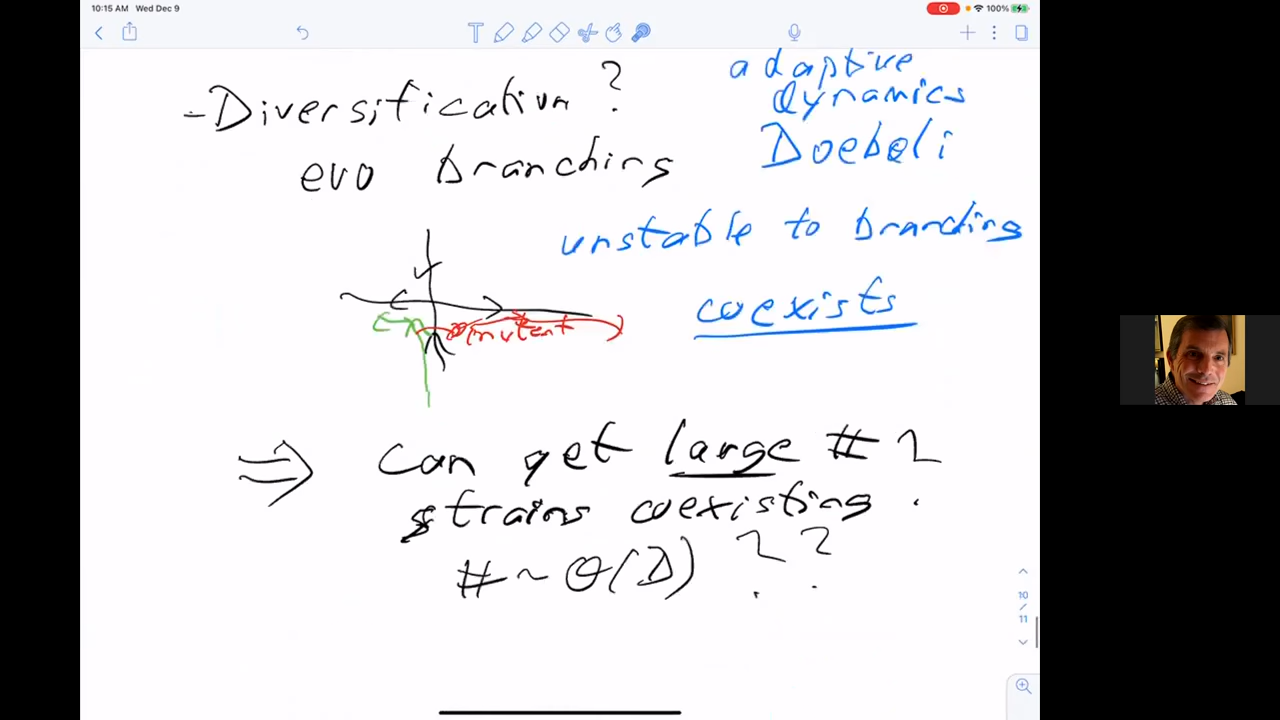 10:15 AM Wed Dec 9
100%
- Diversification ?
evo branching
adaptive
dynamics
Doebeli
unstable to branching
coexists
mutant
⇒ can get large # ?
strains coexisting
# ~ O(D) ? ?
10
/
11